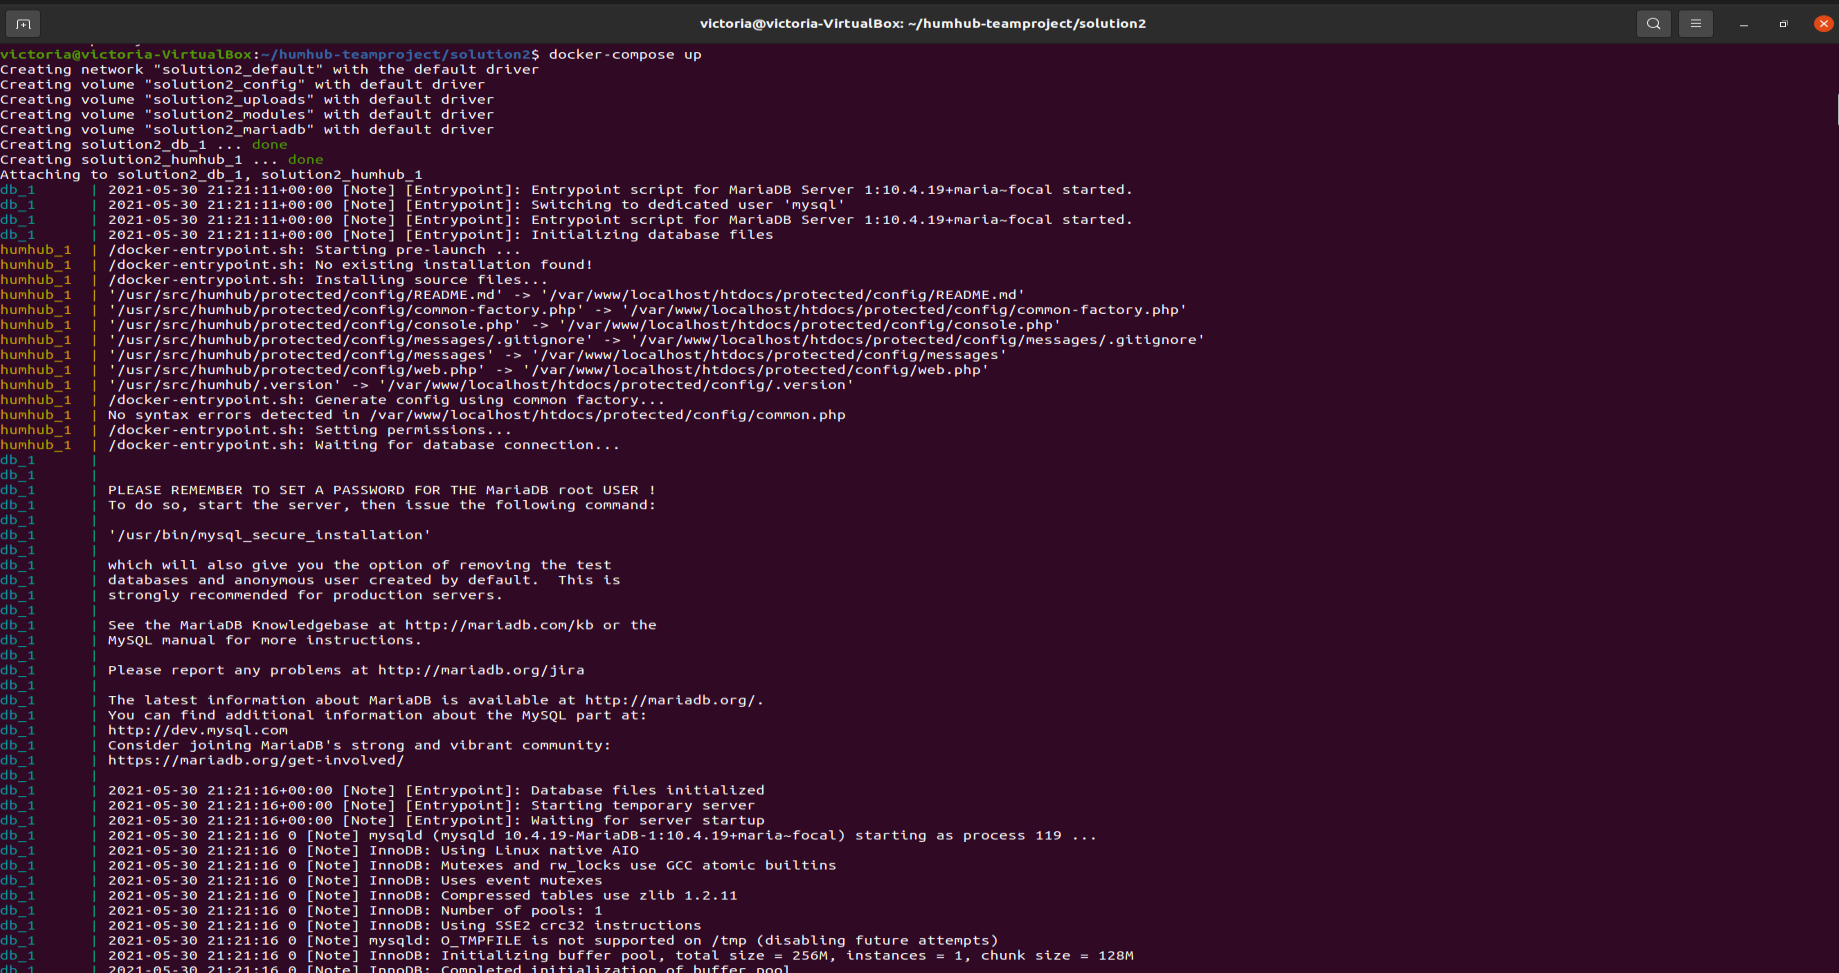 victoria@victoria-VirtualBox: ~/humhub-teamproject/solution2
victoria@victoria-VirtualBox:~/humhub-teamproject/solution2$ docker-compose up
Creating network "solution2_default" with the default driver
Creating volume "solution2_config" with default driver
Creating volume "solution2_uploads" with default driver
Creating volume "solution2_modules" with default driver
Creating volume "solution2_mariadb" with default driver
Creating solution2_db_1 ... done
Creating solution2_humhub_1 ... done
Attaching to solution2_db_1, solution2_humhub_1
db_1      | 2021-05-30 21:21:11+00:00 [Note] [Entrypoint]: Entrypoint script for MariaDB Server 1:10.4.19+maria~focal started.
db_1      | 2021-05-30 21:21:11+00:00 [Note] [Entrypoint]: Switching to dedicated user 'mysql'
db_1      | 2021-05-30 21:21:11+00:00 [Note] [Entrypoint]: Entrypoint script for MariaDB Server 1:10.4.19+maria~focal started.
db_1      | 2021-05-30 21:21:11+00:00 [Note] [Entrypoint]: Initializing database files
humhub_1  | /docker-entrypoint.sh: Starting pre-launch ...
humhub_1  | /docker-entrypoint.sh: No existing installation found!
humhub_1  | /docker-entrypoint.sh: Installing source files...
humhub_1  | '/usr/src/humhub/protected/config/README.md' -> '/var/www/localhost/htdocs/protected/config/README.md'
humhub_1  | '/usr/src/humhub/protected/config/common-factory.php' -> '/var/www/localhost/htdocs/protected/config/common-factory.php'
humhub_1  | '/usr/src/humhub/protected/config/console.php' -> '/var/www/localhost/htdocs/protected/config/console.php'
humhub_1  | '/usr/src/humhub/protected/config/messages/.gitignore' -> '/var/www/localhost/htdocs/protected/config/messages/.gitignore'
humhub_1  | '/usr/src/humhub/protected/config/messages' -> '/var/www/localhost/htdocs/protected/config/messages'
humhub_1  | '/usr/src/humhub/protected/config/web.php' -> '/var/www/localhost/htdocs/protected/config/web.php'
humhub_1  | '/usr/src/humhub/.version' -> '/var/www/localhost/htdocs/protected/config/.version'
humhub_1  | /docker-entrypoint.sh: Generate config using common factory...
humhub_1  | No syntax errors detected in /var/www/localhost/htdocs/protected/config/common.php
humhub_1  | /docker-entrypoint.sh: Setting permissions...
humhub_1  | /docker-entrypoint.sh: Waiting for database connection...
db_1      |
db_1      |
db_1      | PLEASE REMEMBER TO SET A PASSWORD FOR THE MariaDB root USER !
db_1      | To do so, start the server, then issue the following command:
db_1      |
db_1      | '/usr/bin/mysql_secure_installation'
db_1      |
db_1      | which will also give you the option of removing the test
db_1      | databases and anonymous user created by default.  This is
db_1      | strongly recommended for production servers.
db_1      |
db_1      | See the MariaDB Knowledgebase at http://mariadb.com/kb or the
db_1      | MySQL manual for more instructions.
db_1      |
db_1      | Please report any problems at http://mariadb.org/jira
db_1      |
db_1      | The latest information about MariaDB is available at http://mariadb.org/.
db_1      | You can find additional information about the MySQL part at:
db_1      | http://dev.mysql.com
db_1      | Consider joining MariaDB's strong and vibrant community:
db_1      | https://mariadb.org/get-involved/
db_1      |
db_1      | 2021-05-30 21:21:16+00:00 [Note] [Entrypoint]: Database files initialized
db_1      | 2021-05-30 21:21:16+00:00 [Note] [Entrypoint]: Starting temporary server
db_1      | 2021-05-30 21:21:16+00:00 [Note] [Entrypoint]: Waiting for server startup
db_1      | 2021-05-30 21:21:16 0 [Note] mysqld (mysqld 10.4.19-MariaDB-1:10.4.19+maria~focal) starting as process 119 ...
db_1      | 2021-05-30 21:21:16 0 [Note] InnoDB: Using Linux native AIO
db_1      | 2021-05-30 21:21:16 0 [Note] InnoDB: Mutexes and rw_locks use GCC atomic builtins
db_1      | 2021-05-30 21:21:16 0 [Note] InnoDB: Uses event mutexes
db_1      | 2021-05-30 21:21:16 0 [Note] InnoDB: Compressed tables use zlib 1.2.11
db_1      | 2021-05-30 21:21:16 0 [Note] InnoDB: Number of pools: 1
db_1      | 2021-05-30 21:21:16 0 [Note] InnoDB: Using SSE2 crc32 instructions
db_1      | 2021-05-30 21:21:16 0 [Note] mysqld: O_TMPFILE is not supported on /tmp (disabling future attempts)
db_1      | 2021-05-30 21:21:16 0 [Note] InnoDB: Initializing buffer pool, total size = 256M, instances = 1, chunk size = 128M
db_1      | 2021-05-30 21:21:16 0 [Note] InnoDB: Completed initialization of buffer pool